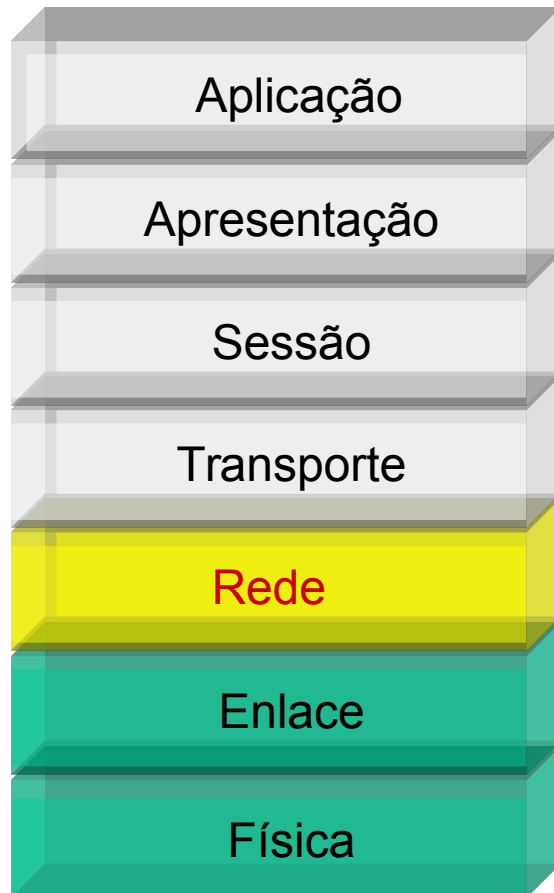 Aplicação
Apresentação
Sessão
Transporte
Rede
Enlace
Física